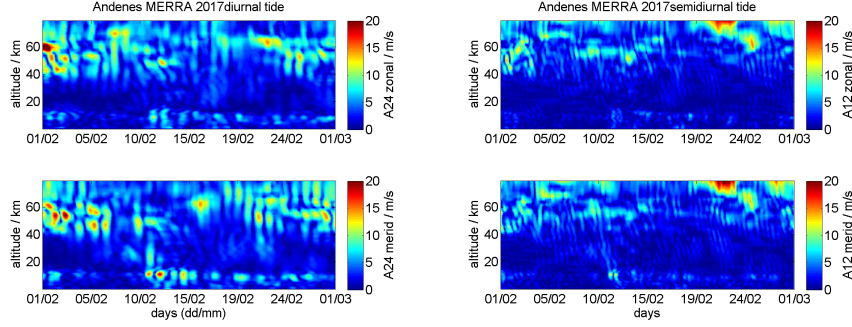 Andenes MERRA 2017diurnal tide
altitude / km
60
40
20
01/02 05/02 10/02 15/02 19/02 24/02 01/03
20
15
10
5
0
A24 zonal / m/s
Andenes MERRA 2017semidiurnal tide
altitude / km
60
40
20
01/02 05/02 10/02 15/02 19/02 24/02 01/03
20
15
10
5
0
A12 zonal / m/s
altitude / km
60
40
20
01/02 05/02 10/02 15/02 19/02 24/02 01/03
days (dd/mm)
20
15
10
5
0
A24 merid / m/s
altitude / km
60
40
20
01/02 05/02 10/02 15/02 19/02 24/02 01/03
days
20
15
10
5
0
A12 merid / m/s